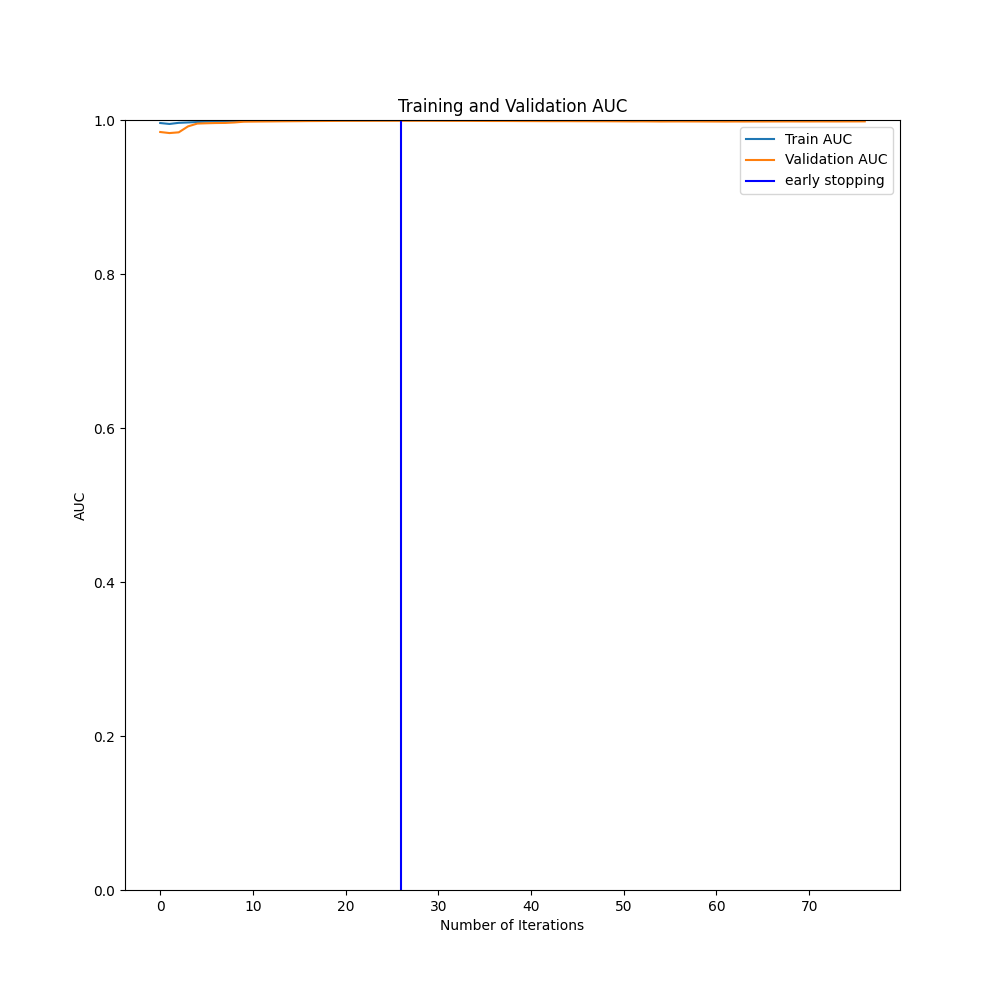 Training and Validation AUC
Train AUC
Validation AUC
early stopping
1.0
0.8
0.6
0.4
0.2
0.0
AUC
0 10 20 30 40 50 60 70
Number of Iterations